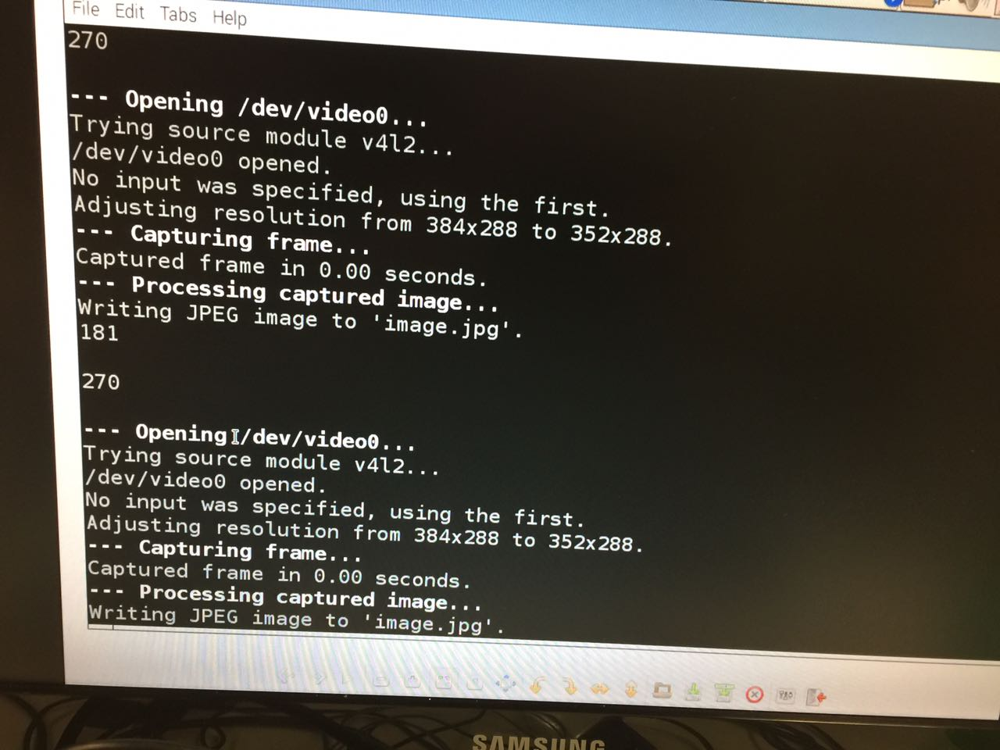 File Edit Tabs Help
270
--- Opening /dev/video0...
Trying source module v4l2...
/dev/video0 opened.
No input was specified, using the first.
Adjusting resolution from 384x288 to 352x288.
--- Capturing frame...
Captured frame in 0.00 seconds.
--- Processing captured image...
Writing JPEG image to 'image.jpg'.
181
270
--- Opening /dev/video0...
Trying source module v4l2...
/dev/video0 opened.
No input was specified, using the first.
Adjusting resolution from 384x288 to 352x288.
--- Capturing frame...
Captured frame in 0.00 seconds.
--- Processing captured image...
Writing JPEG image to 'image.jpg'.
SAMSUNG